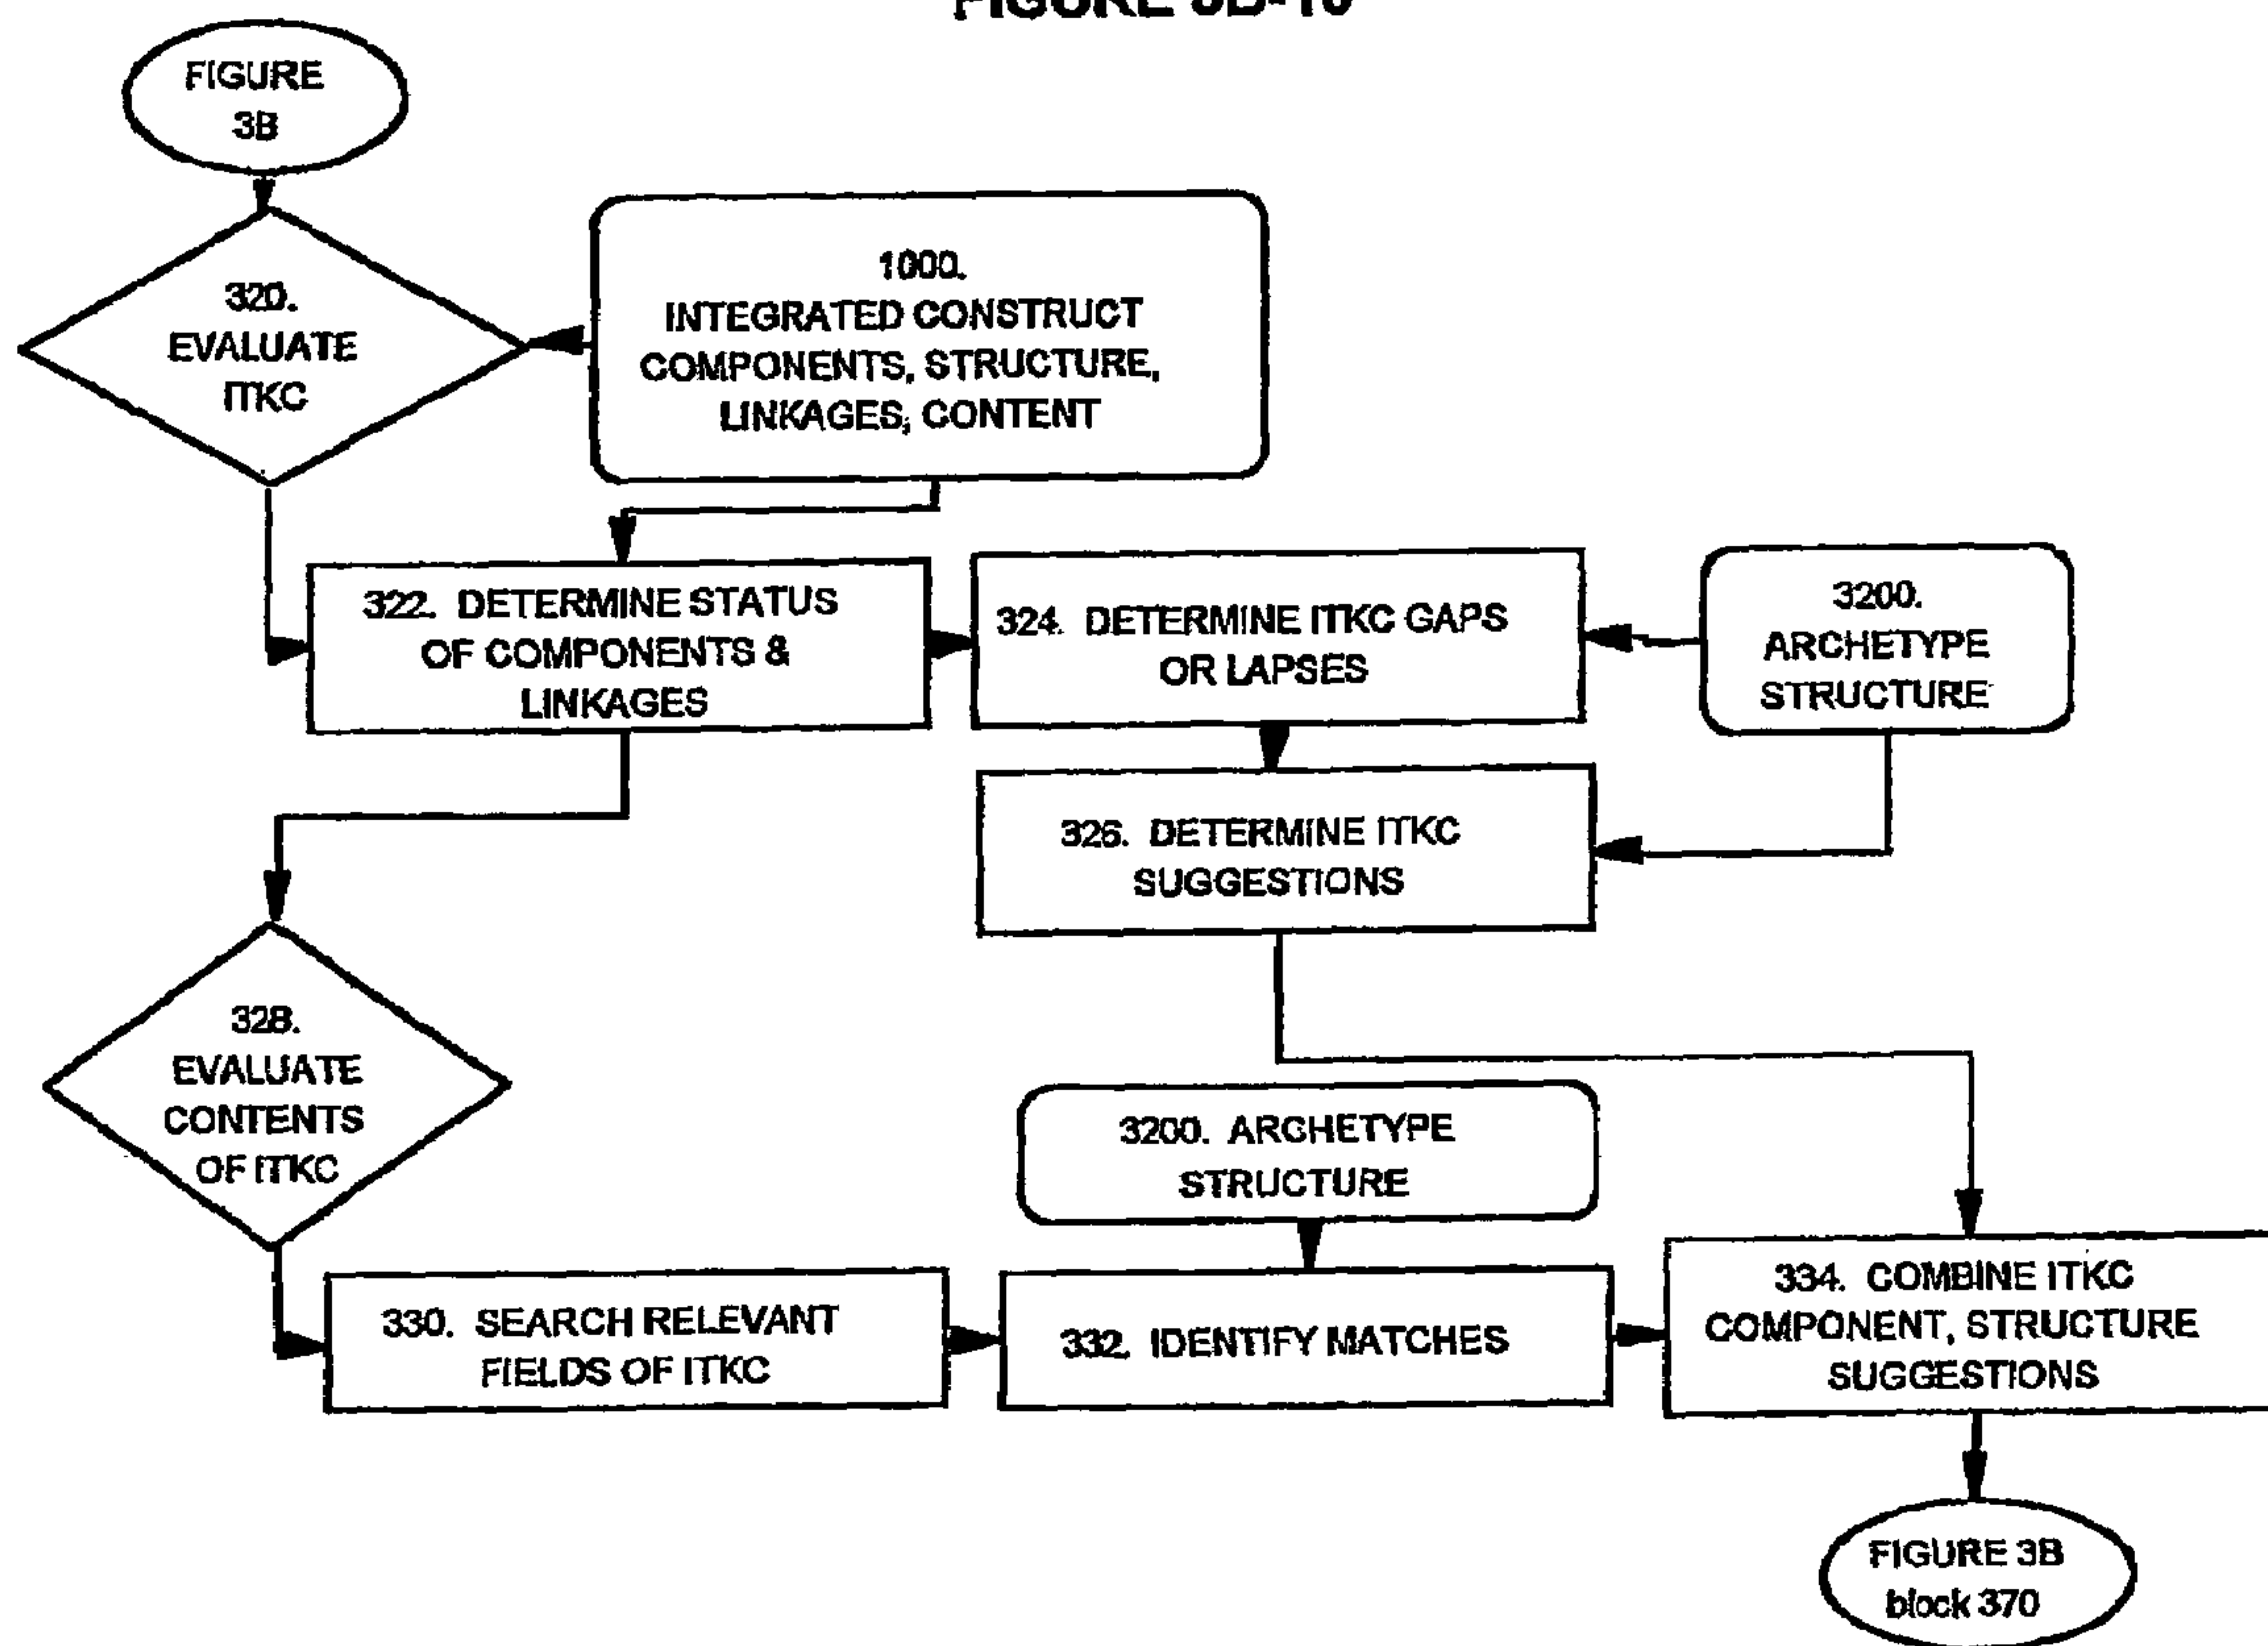 FIGURE
3B
320.
EVALUATE
ITKC
1000.
INTEGRATED CONSTRUCT
COMPONENTS, STRUCTURE,
LINKAGES, CONTENT
322. DETERMINE STATUS
OF COMPONENTS &
LINKAGES
324. DETERMINE ITKC GAPS
OR LAPSES
3200.
ARCHETYPE
STRUCTURE
326. DETERMINE ITKC
SUGGESTIONS
328.
EVALUATE
CONTENTS
OF ITKC
3200. ARCHETYPE
STRUCTURE
330. SEARCH RELEVANT
FIELDS OF ITKC
332. IDENTIFY MATCHES
334. COMBINE ITKC
COMPONENT, STRUCTURE
SUGGESTIONS
FIGURE 3B
block 370